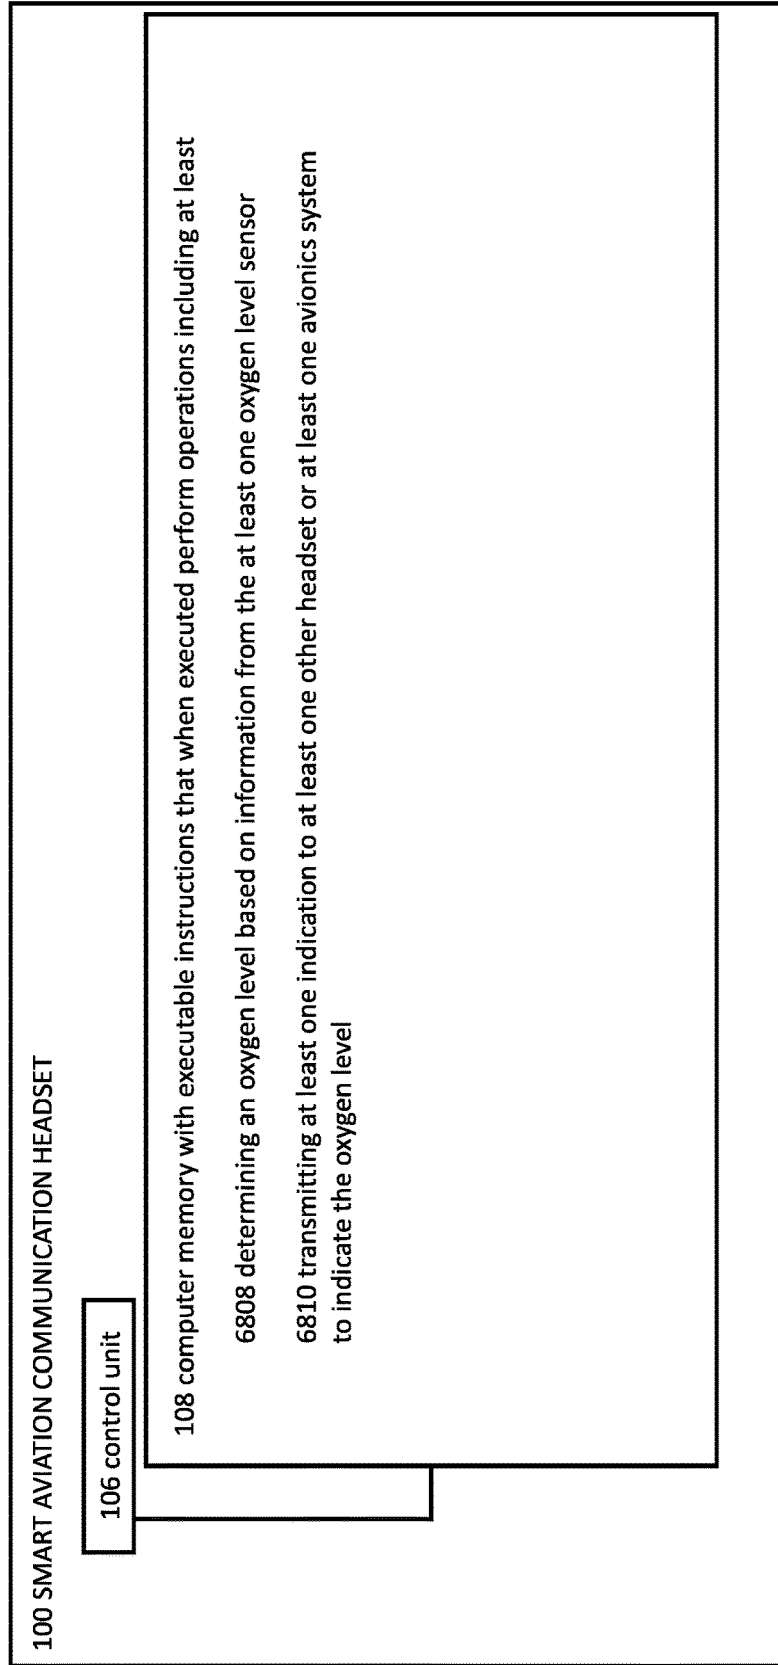 100 SMART AVIATION COMMUNICATION HEADSET
106 control unit
108 computer memory with executable instructions that when executed perform operations including at least
6808 determining an oxygen level based on information from the at least one oxygen level sensor
6810 transmitting at least one indication to at least one other headset or at least one avionics system
to indicate the oxygen level